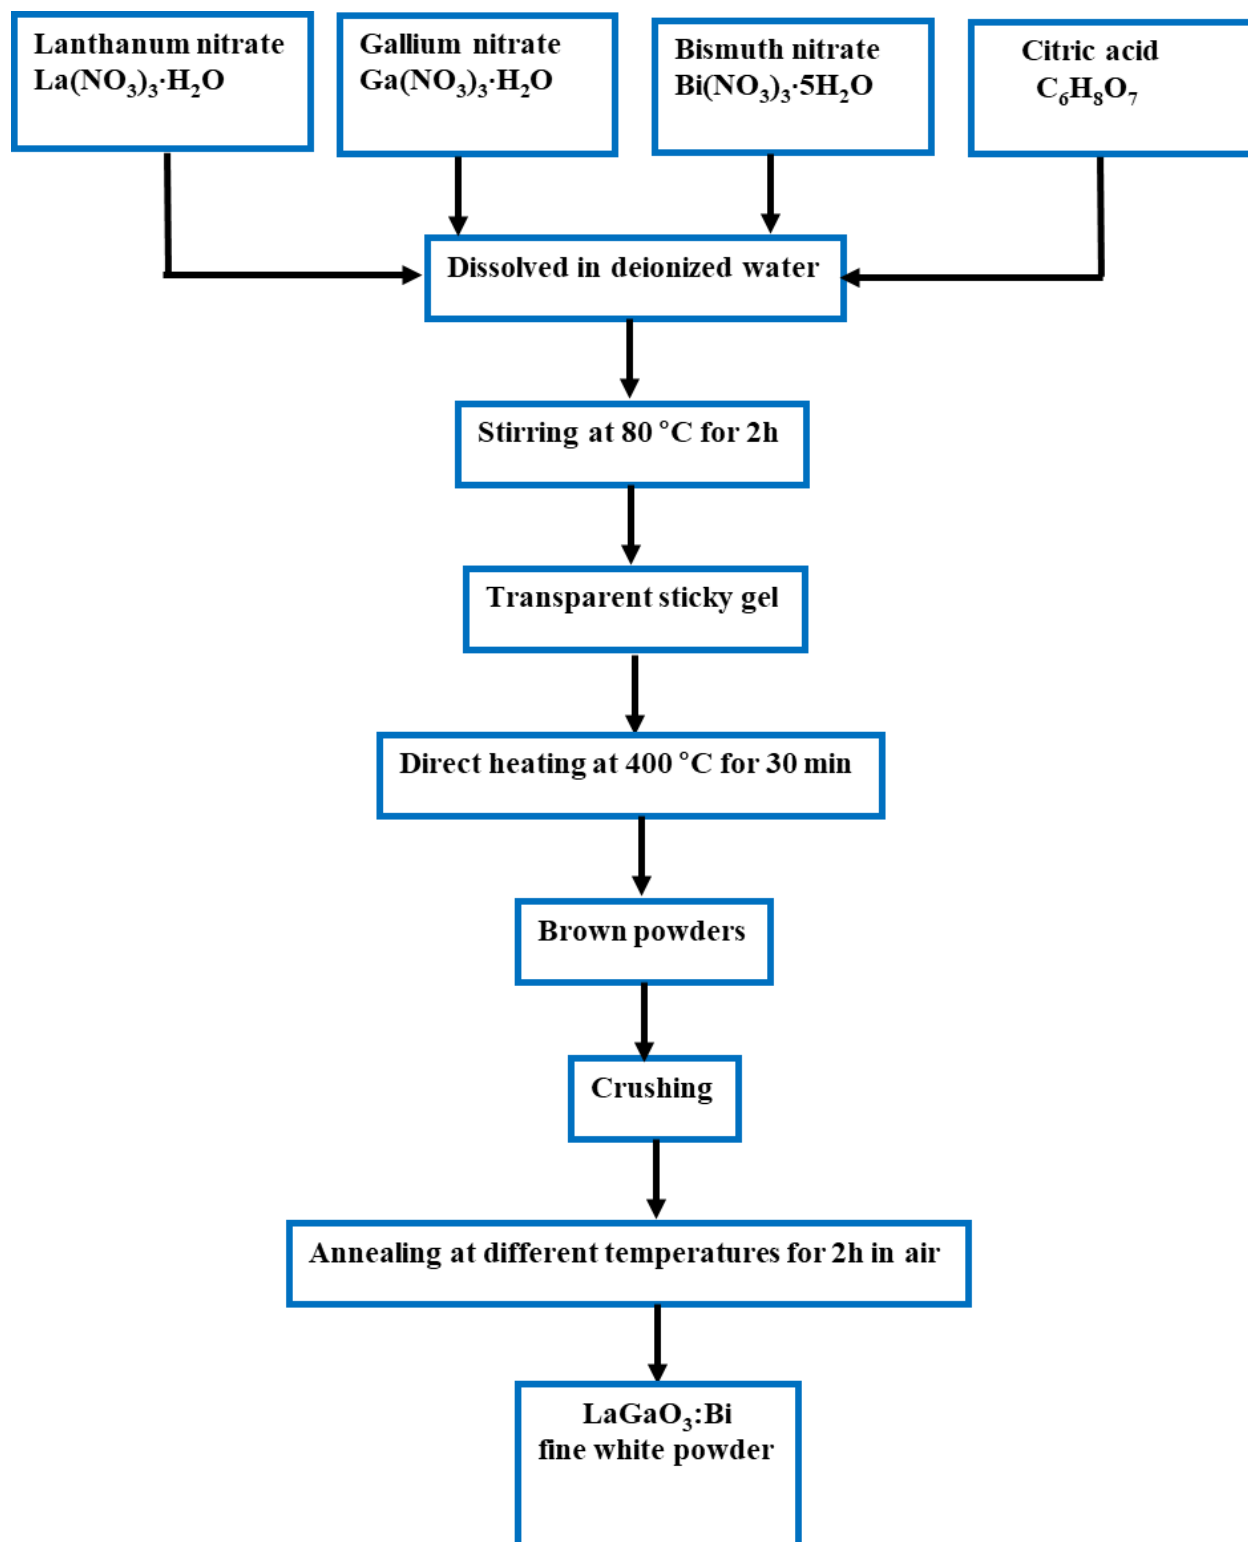 Lanthanum nitrate
La(NO₃)₃·H₂O
Gallium nitrate
Ga(NO₃)₃·H₂O
Bismuth nitrate
Bi(NO₃)₃·5H₂O
Citric acid
C₆H₈O₇
Dissolved in deionized water
Stirring at 80 °C for 2h
Transparent sticky gel
Direct heating at 400 °C for 30 min
Brown powders
Crushing
Annealing at different temperatures for 2h in air
LaGaO₃:Bi
fine white powder